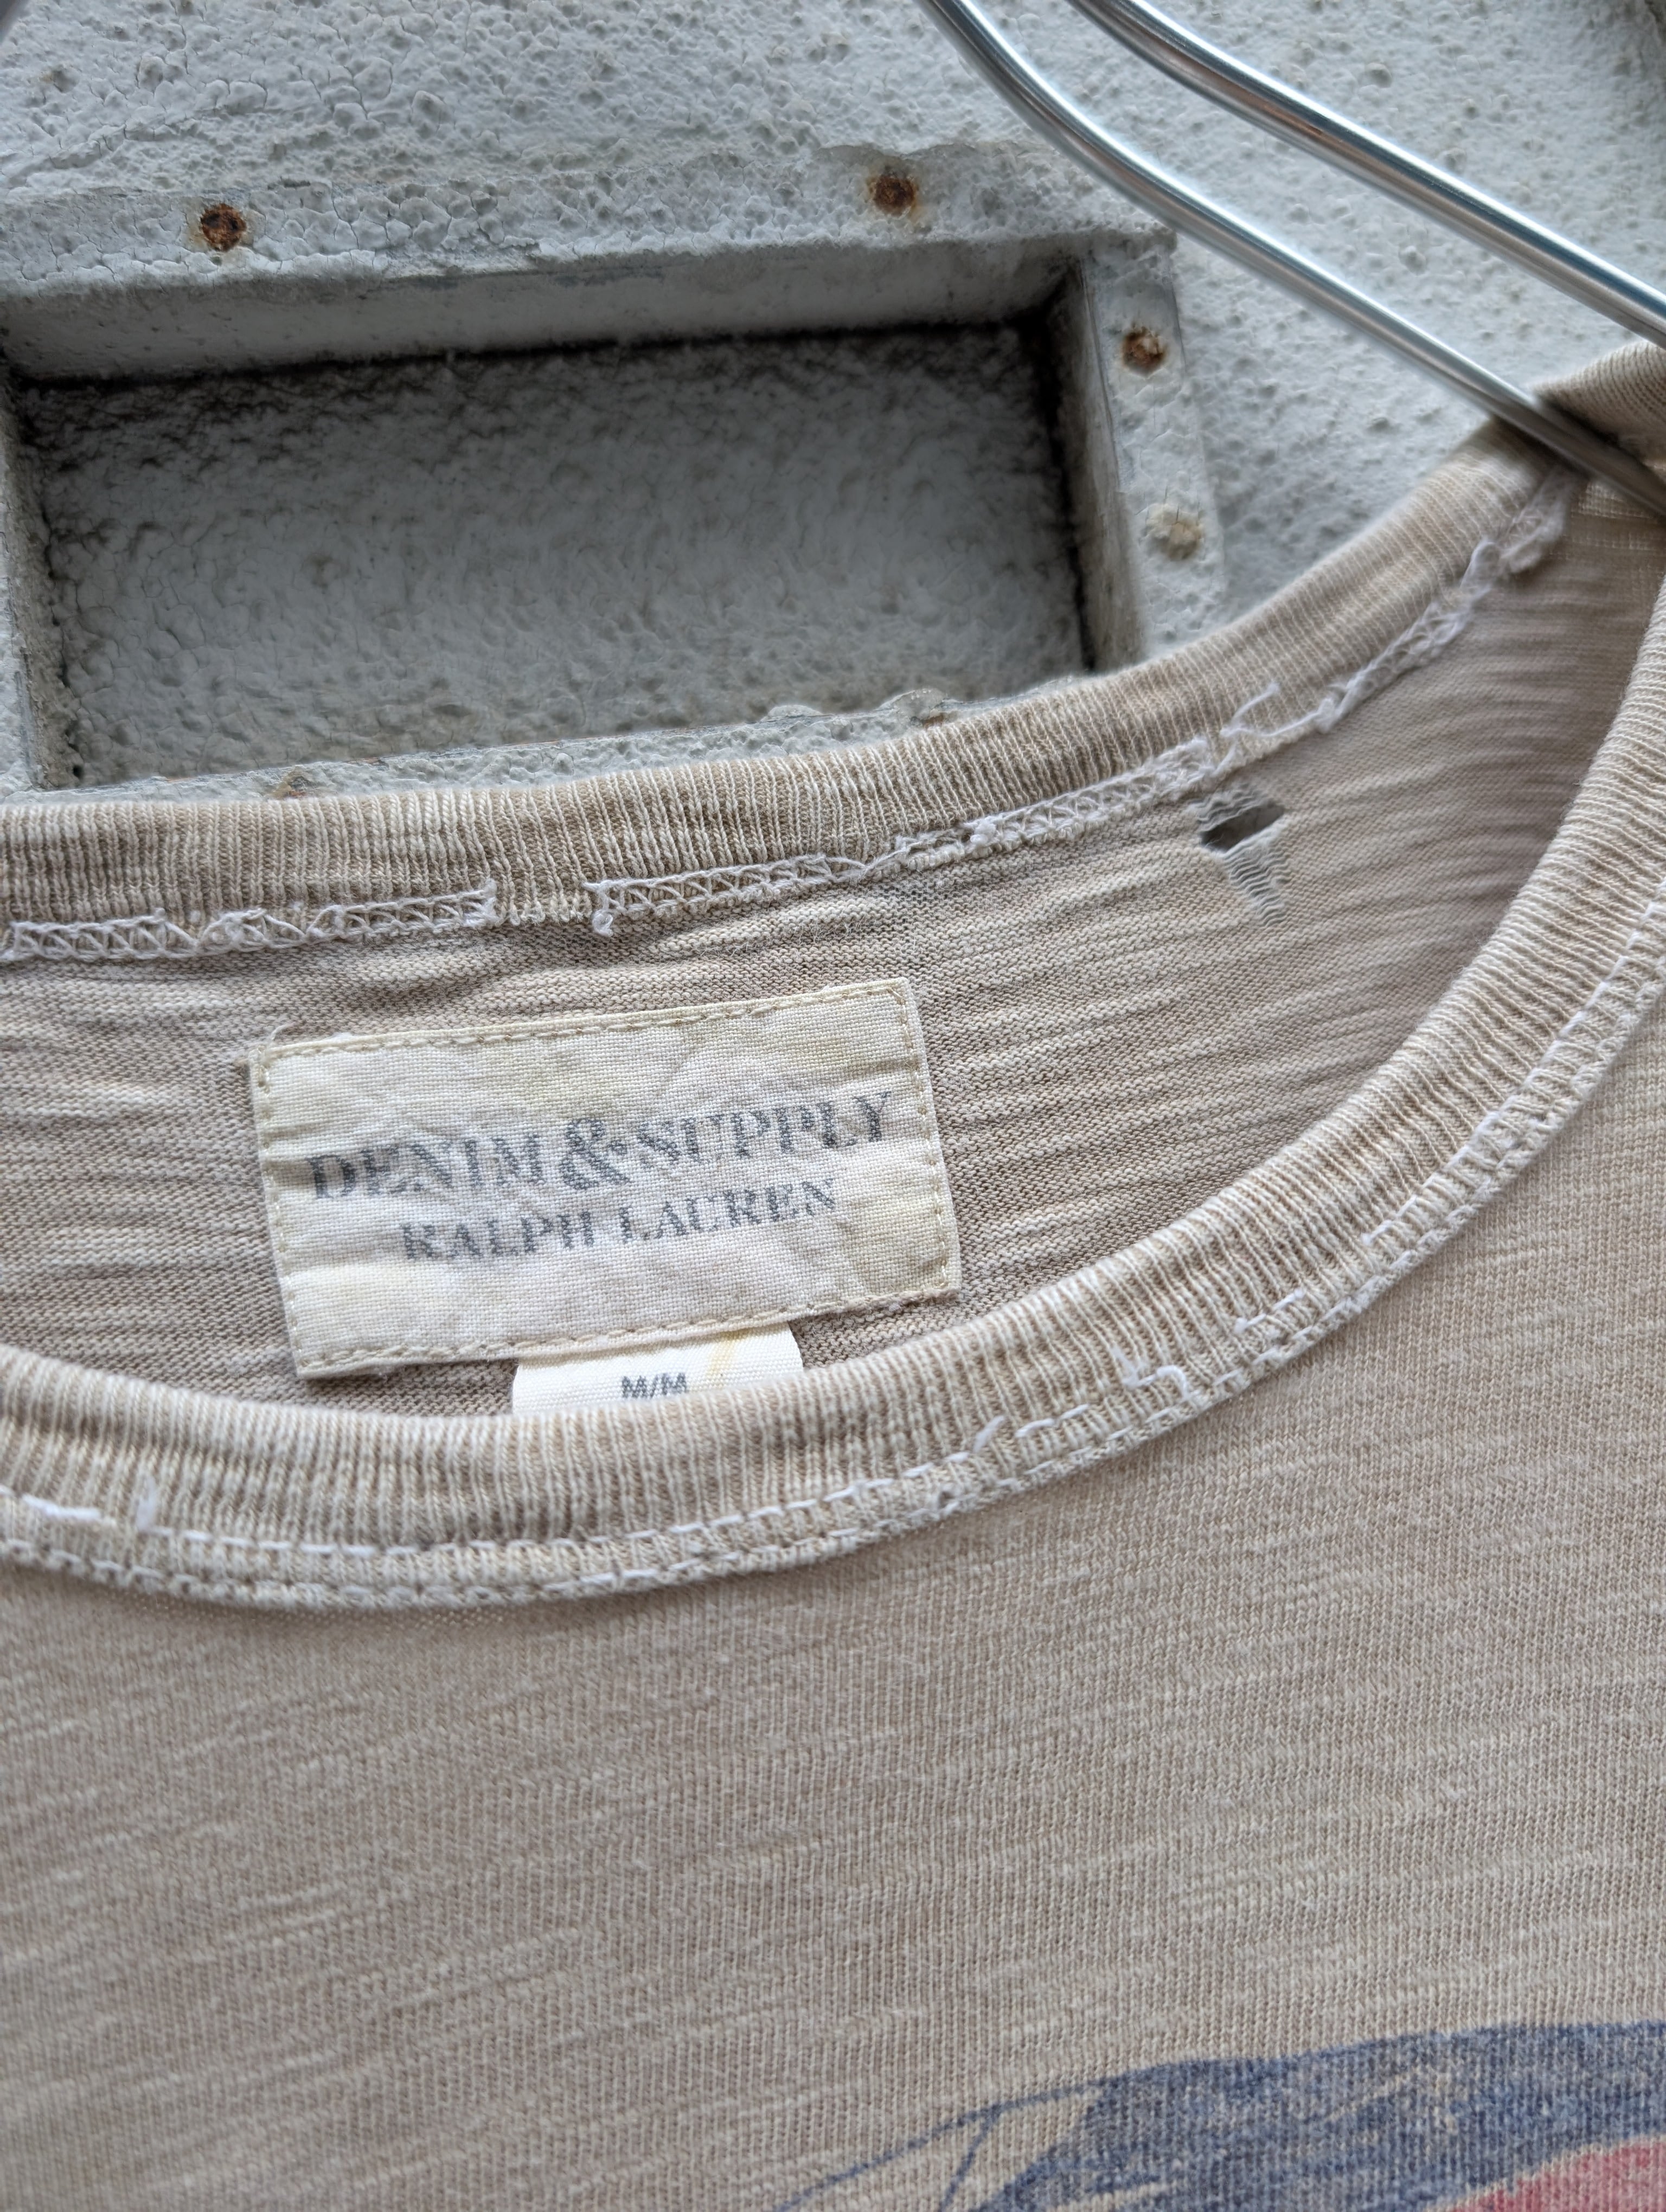 DENIM & SUPPLY
RALPH LAUREN
M/M